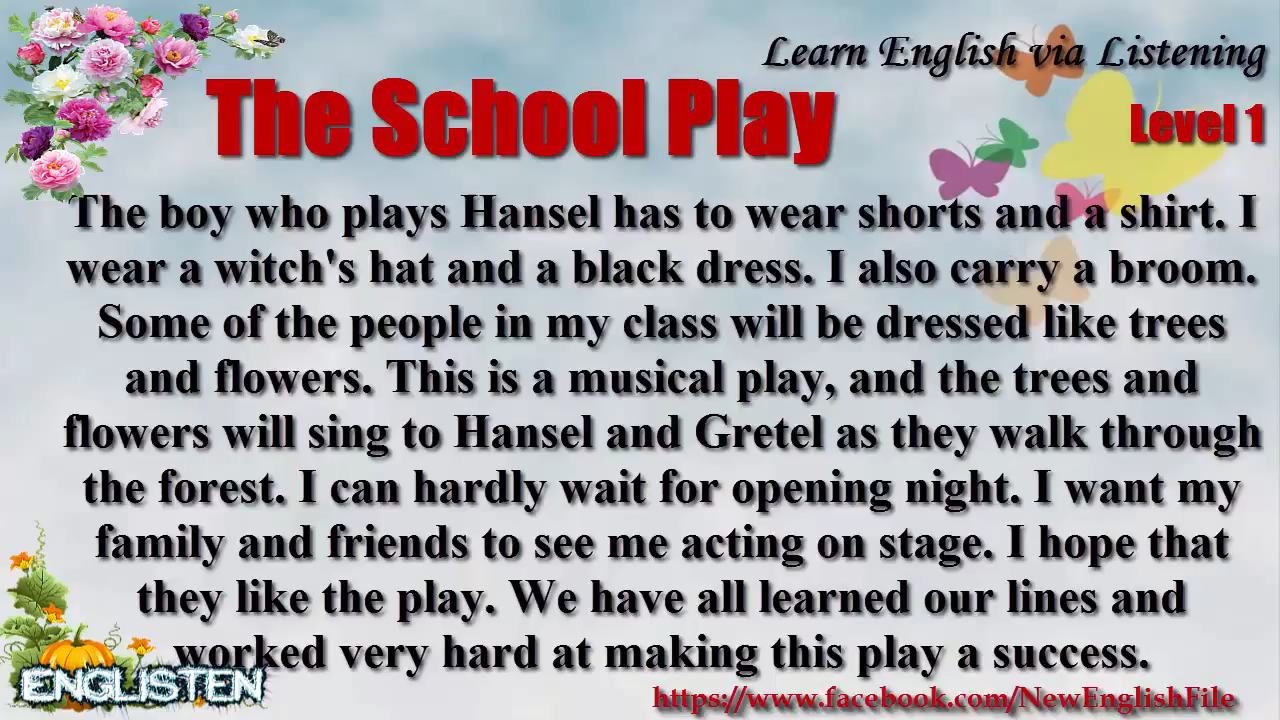 Learn English via Listening
The School Play
Level 1
The boy who plays Hansel has to wear shorts and a shirt. I
wear a witch's hat and a black dress. I also carry a broom.
Some of the people in my class will be dressed like trees
and flowers. This is a musical play, and the trees and
flowers will sing to Hansel and Gretel as they walk through
the forest. I can hardly wait for opening night. I want my
family and friends to see me acting on stage. I hope that
they like the play. We have all learned our lines and
worked very hard at making this play a success.
ENGLISTEN
https://www.facebook.com/NewEnglishFile